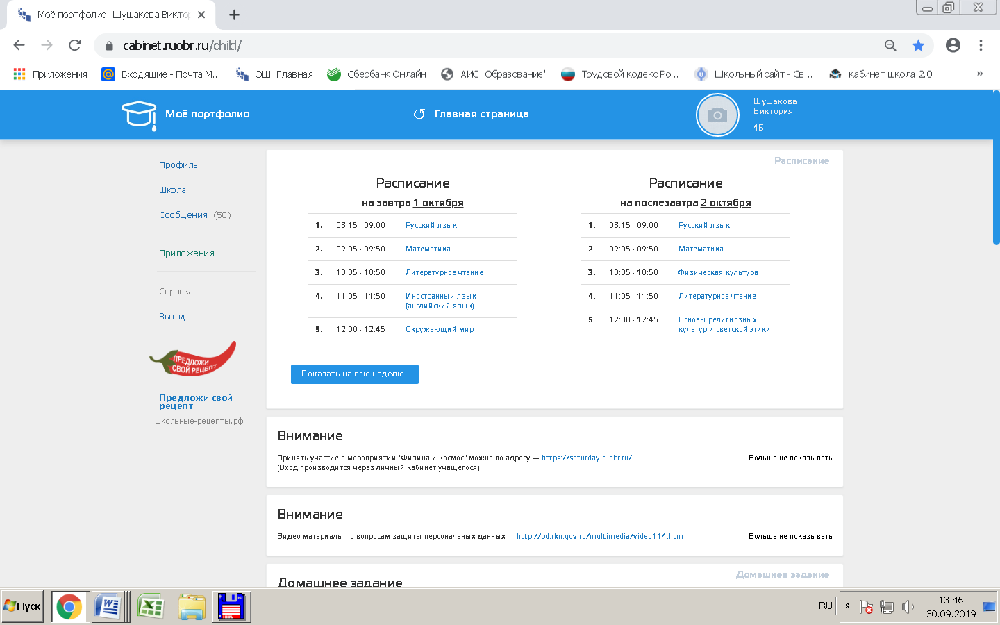 Моё портфолио. Шушакова Викто
cabinet.ruobr.ru/child/
Приложения
Входящие - Почта М...
ЭШ. Главная
Сбербанк Онлайн
АИС "Образование"
Трудовой кодекс Ро...
Школьный сайт - Св...
кабинет школа 2.0
»
Моё портфолио
Главная страница
Шушакова
Виктория
4Б
Профиль
Школа
Сообщения (58)
Приложения
Справка
Выход
ПРЕДЛОЖИ
СВОЙ РЕЦЕПТ
Предложи свой
рецепт
школьные-рецепты.рф
Расписание
Расписание
на завтра 1 октября
1. 08:15 - 09:00 Русский язык
2. 09:05 - 09:50 Математика
3. 10:05 - 10:50 Литературное чтение
4. 11:05 - 11:50 Иностранный язык
(английский язык)
5. 12:00 - 12:45 Окружающий мир
Расписание
на послезавтра 2 октября
1. 08:15 - 09:00 Русский язык
2. 09:05 - 09:50 Математика
3. 10:05 - 10:50 Физическая культура
4. 11:05 - 11:50 Литературное чтение
5. 12:00 - 12:45 Основы религиозных
культур и светской этики
Показать на всю неделю..
Внимание
Принять участие в мероприятии "Физика и космос" можно по адресу — https://saturday.ruobr.ru/
(Вход производится через личный кабинет учащегося)
Больше не показывать
Внимание
Видео-материалы по вопросам защиты персональных данных — http://pd.rkn.gov.ru/multimedia/video114.htm
Больше не показывать
Домашнее задание
Домашнее задание
Пуск
RU
13:46
30.09.2019